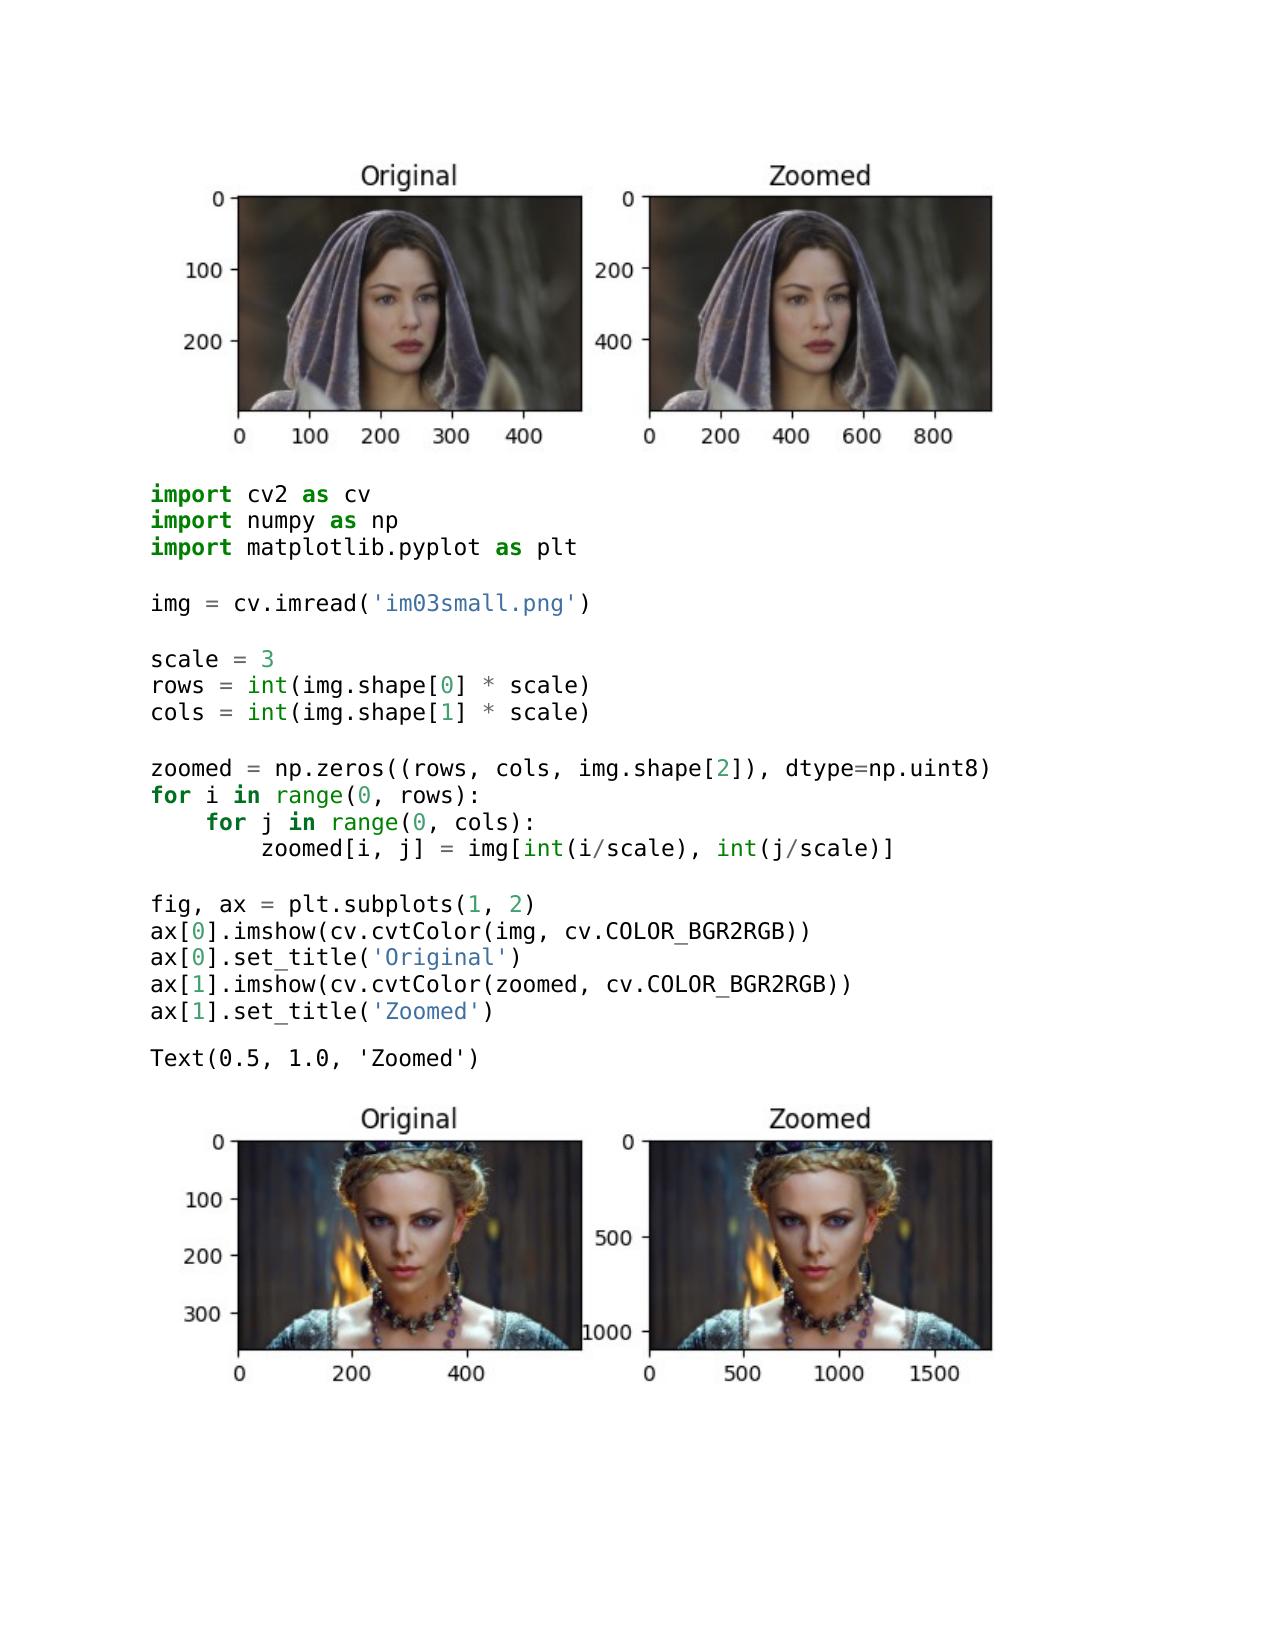 Original Zoomed
0
100
200
0 100 200 300 400
0
200
400
0 200 400 600 800
import cv2 as cv
import numpy as np
import matplotlib.pyplot as plt
img = cv.imread('im03small.png')
scale = 3
rows = int(img.shape[0] * scale)
cols = int(img.shape[1] * scale)
zoomed = np.zeros((rows, cols, img.shape[2]), dtype=np.uint8)
for i in range(0, rows):
    for j in range(0, cols):
        zoomed[i, j] = img[int(i/scale), int(j/scale)]
fig, ax = plt.subplots(1, 2)
ax[0].imshow(cv.cvtColor(img, cv.COLOR_BGR2RGB))
ax[0].set_title('Original')
ax[1].imshow(cv.cvtColor(zoomed, cv.COLOR_BGR2RGB))
ax[1].set_title('Zoomed')
Text(0.5, 1.0, 'Zoomed')
Original Zoomed
0
100
200
300
0 200 400
0
500
1000
0 500 1000 1500